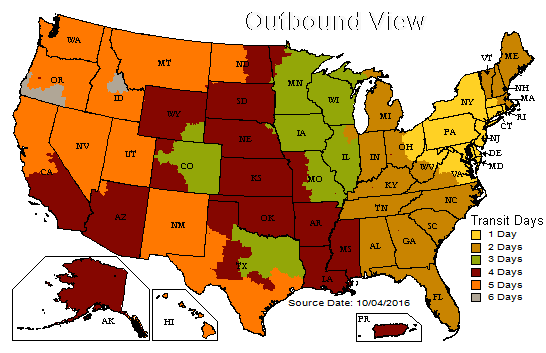 Outbound View
WA
MT
ND
OR
ID
WY
SD
NE
NV
UT
CO
KS
CA
AZ
NM
OK
TX
MN
WI
IA
IL
MO
AR
LA
MS
MI
IN
OH
KY
TN
AL
GA
FL
SC
NC
VA
WV
PA
NY
VT
ME
NH
MA
RI
CT
NJ
DE
MD
AK
HI
PR
Transit Days
1 Day
2 Days
3 Days
4 Days
5 Days
6 Days
Source Date: 10/04/2016